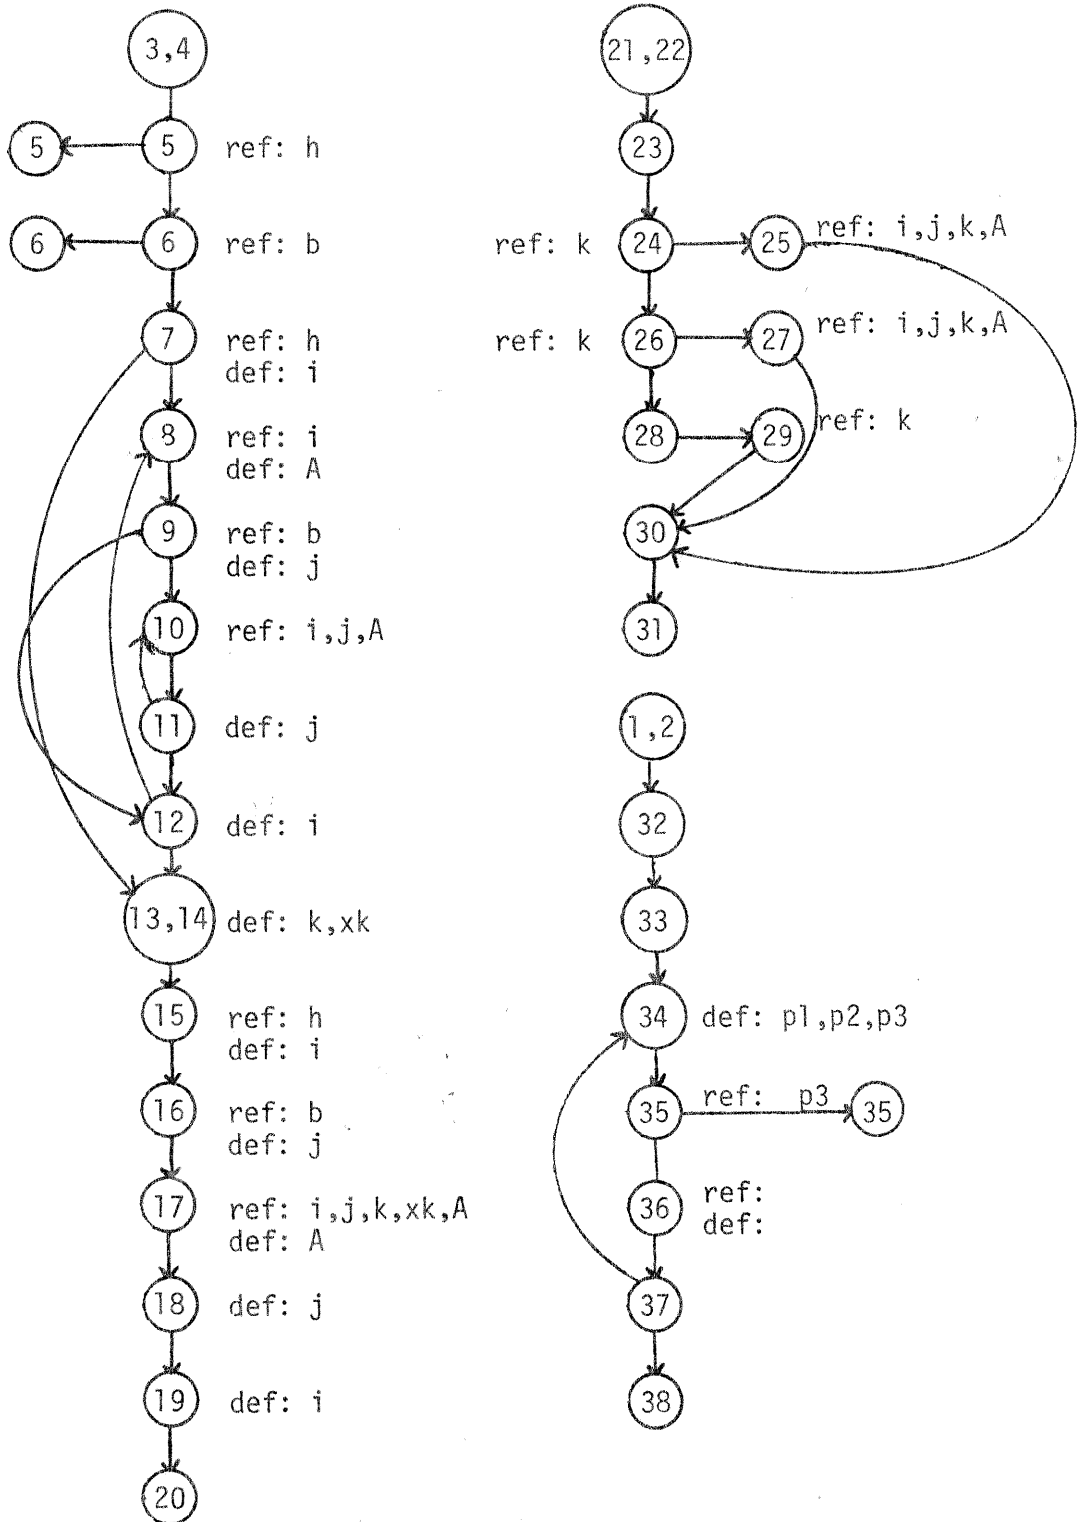 3,4
5
5
ref: h
6
6
ref: b
7
ref: h
def: i
8
ref: i
def: A
9
ref: b
def: j
10
ref: i,j,A
11
def: j
12
def: i
13,14
def: k,xk
15
ref: h
def: i
16
ref: b
def: j
17
ref: i,j,k,xk,A
def: A
18
def: j
19
def: i
20
21,22
23
ref: k
24
25
ref: i,j,k,A
ref: k
26
27
ref: i,j,k,A
28
29
ref: k
30
31
1,2
32
33
34
def: p1,p2,p3
35
ref: p3
35
36
ref:
def:
37
38